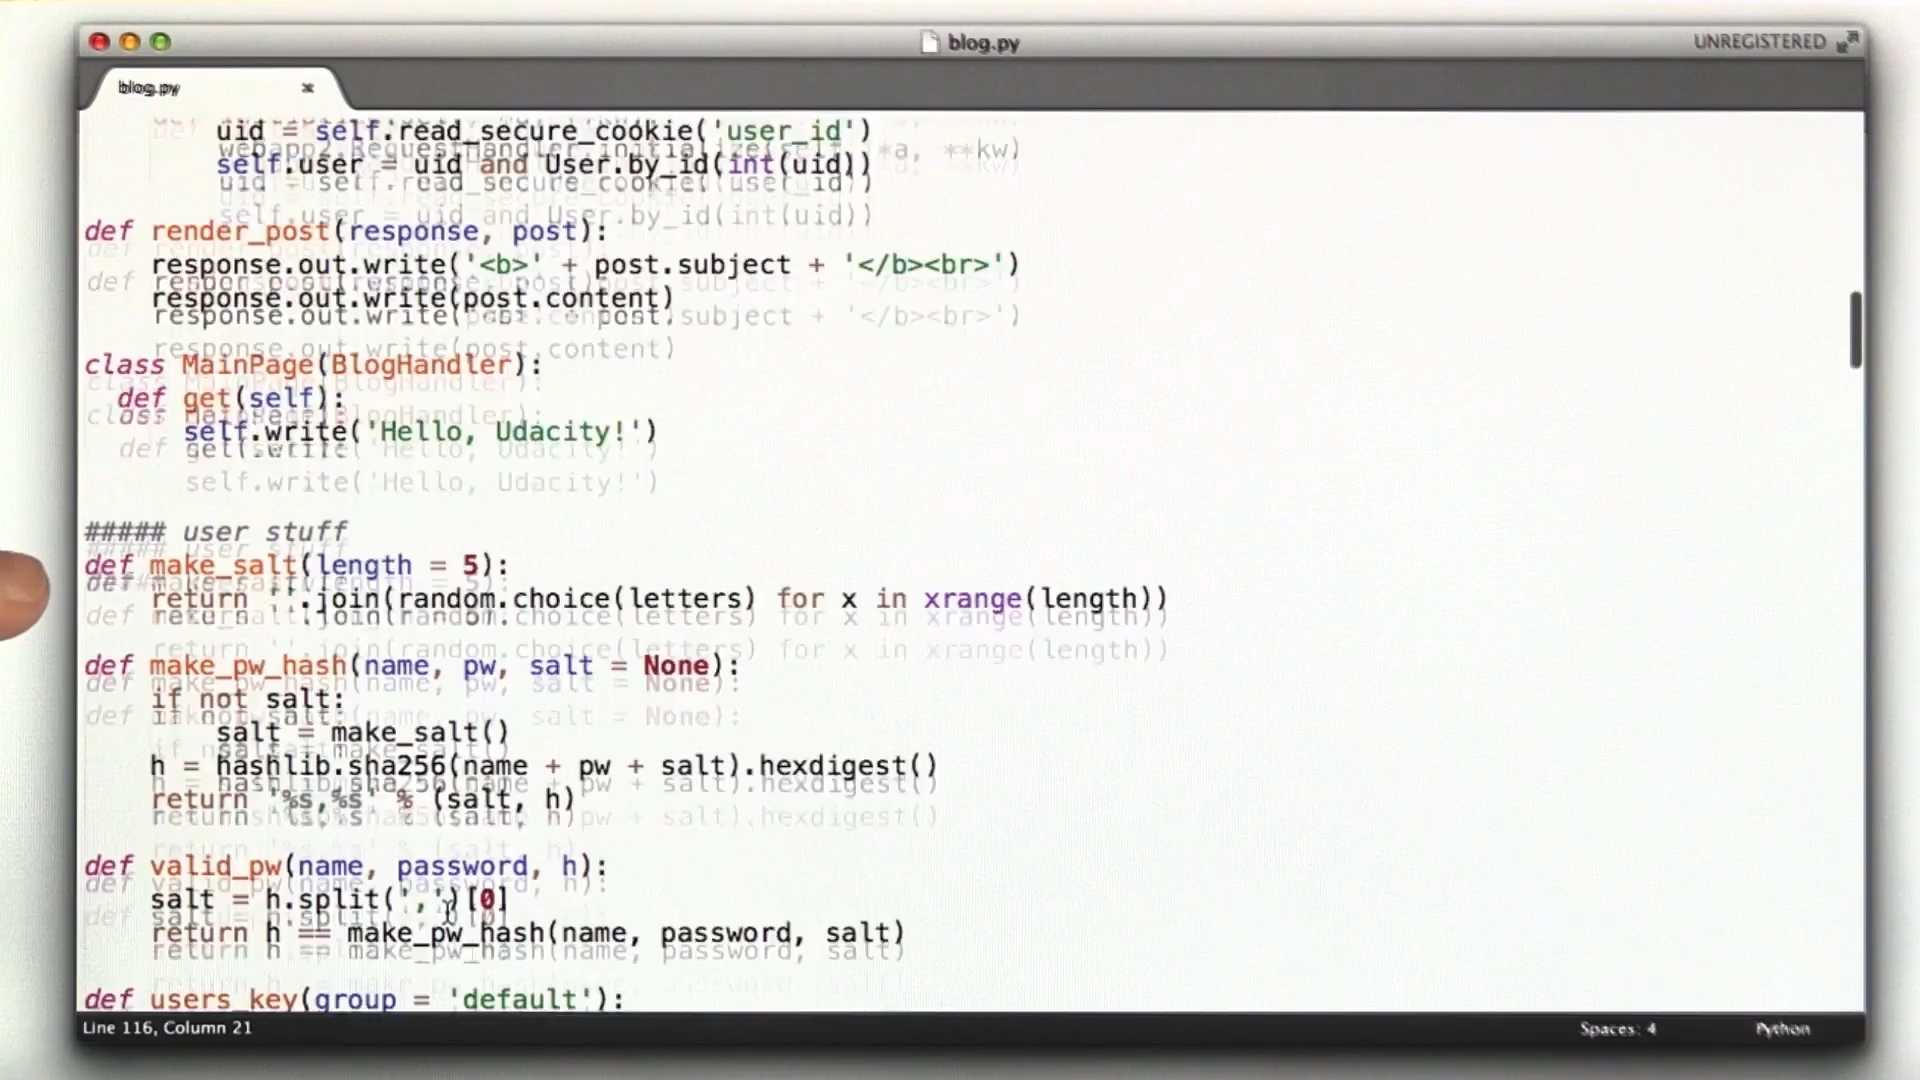 blog.py
UNREGISTERED
blog.py
uid = self.read_secure_cookie('user_id')
self.user = uid and User.by_id(int(uid))
def render_post(response, post):
response.out.write('<b>' + post.subject + '</b><br>')
response.out.write(post.content)
class MainPage(BlogHandler):
def get(self):
self.write('Hello, Udacity!')
##### user stuff
def make_salt(length = 5):
return ''.join(random.choice(letters) for x in xrange(length))
def make_pw_hash(name, pw, salt = None):
if not salt:
salt = make_salt()
h = hashlib.sha256(name + pw + salt).hexdigest()
return '%s,%s' % (salt, h)
def valid_pw(name, password, h):
salt = h.split(',')[0]
return h == make_pw_hash(name, password, salt)
def users_key(group = 'default'):
Line 116, Column 21
Spaces: 4
Python